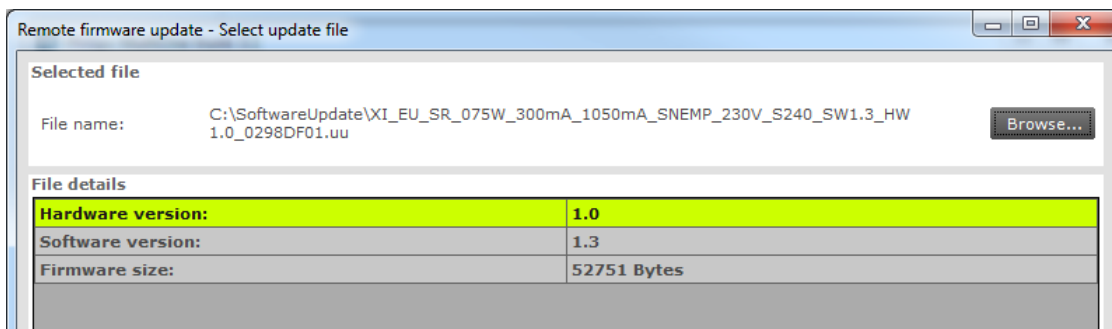 Remote firmware update - Select update file
Selected file
File name:
C:\SoftwareUpdate\XI_EU_SR_075W_300mA_1050mA_SNEMP_230V_S240_SW1.3_HW
1.0_0298DF01.uu
Browse...
File details
Hardware version: 1.0
Software version: 1.3
Firmware size: 52751 Bytes